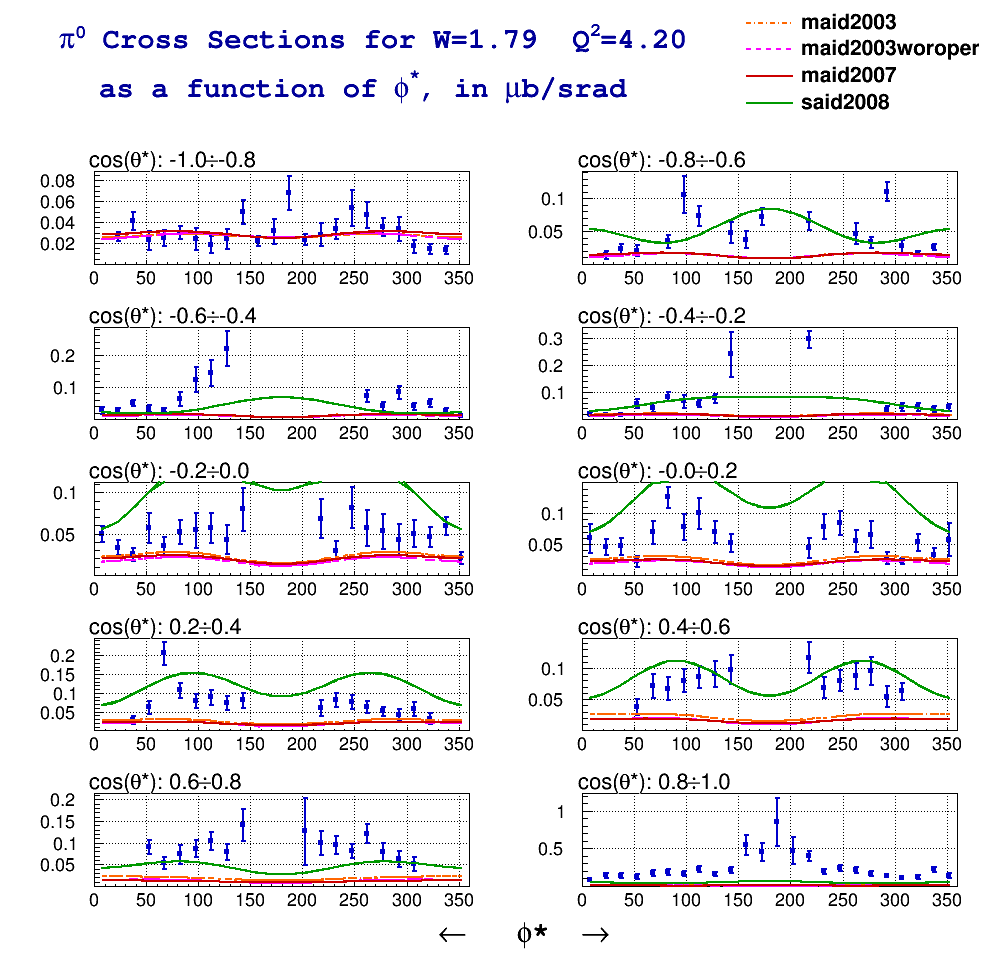 π⁰ Cross Sections for W=1.79 Q²=4.20
as a function of ϕ*, in μb/srad
maid2003
maid2003woroper
maid2007
said2008
cos(θ*): -1.0÷-0.8
0.08
0.06
0.04
0.02
0 50 100 150 200 250 300 350
cos(θ*): -0.8÷-0.6
0.1
0.05
0 50 100 150 200 250 300 350
cos(θ*): -0.6÷-0.4
0.2
0.1
0 50 100 150 200 250 300 350
cos(θ*): -0.4÷-0.2
0.3
0.2
0.1
0 50 100 150 200 250 300 350
cos(θ*): -0.2÷0.0
0.1
0.05
0 50 100 150 200 250 300 350
cos(θ*): -0.0÷0.2
0.1
0.05
0 50 100 150 200 250 300 350
cos(θ*): 0.2÷0.4
0.2
0.15
0.1
0.05
0 50 100 150 200 250 300 350
cos(θ*): 0.4÷0.6
0.1
0.05
0 50 100 150 200 250 300 350
cos(θ*): 0.6÷0.8
0.2
0.15
0.1
0.05
0 50 100 150 200 250 300 350
cos(θ*): 0.8÷1.0
1
0.5
0 50 100 150 200 250 300 350
← ϕ* →